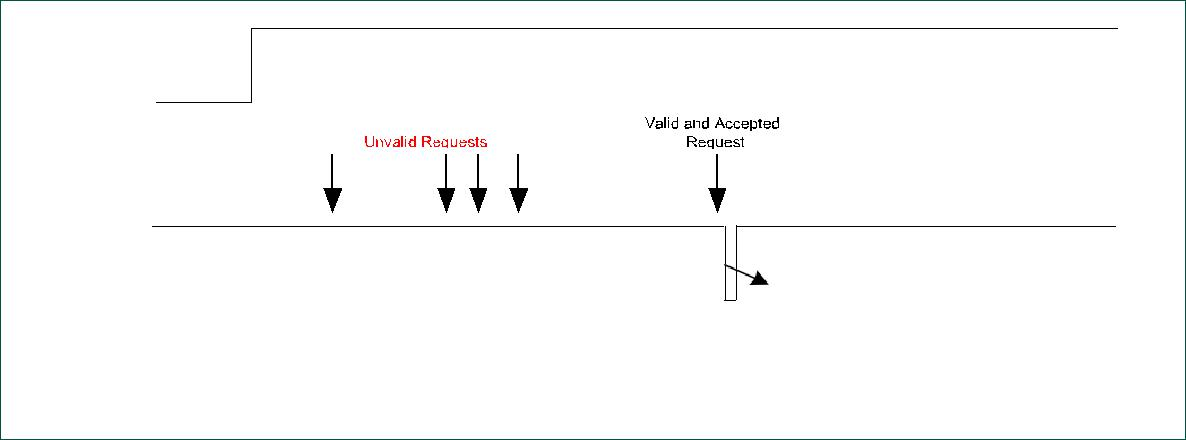 Unvalid Requests
Valid and Accepted
Request